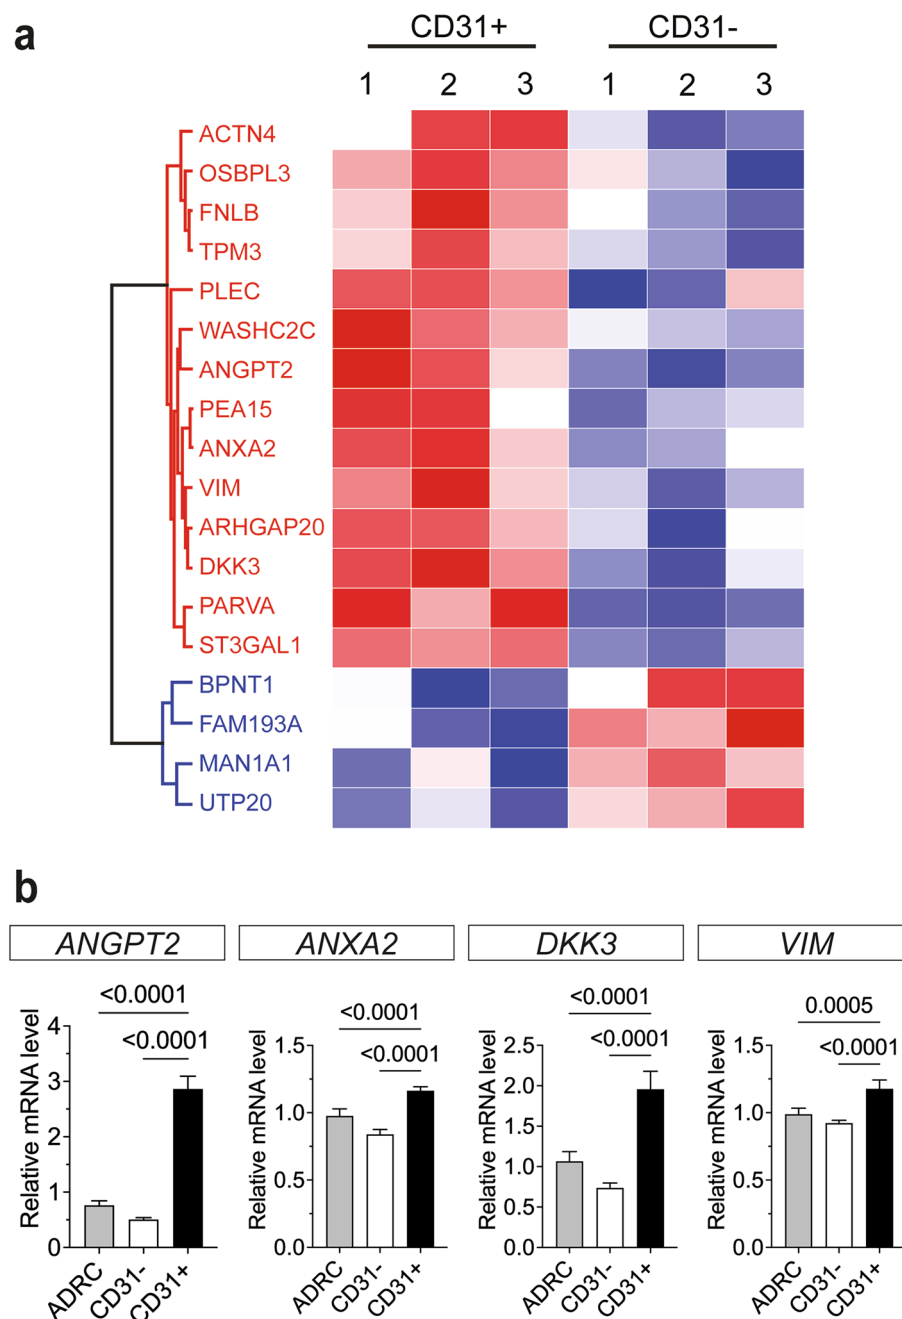 a
CD31+ CD31-
1 2 3 1 2 3
ACTN4
OSBPL3
FNLB
TPM3
PLEC
WASHC2C
ANGPT2
PEA15
ANXA2
VIM
ARHGAP20
DKK3
PARVA
ST3GAL1
BPNT1
FAM193A
MAN1A1
UTP20
b
ANGPT2
Relative mRNA level
4
3
2
1
0
<0.0001
<0.0001
ADRC
CD31-
CD31+
ANXA2
Relative mRNA level
1.5
1.0
0.5
0.0
<0.0001
<0.0001
ADRC
CD31-
CD31+
DKK3
Relative mRNA level
2.5
2.0
1.5
1.0
0.5
0.0
<0.0001
<0.0001
ADRC
CD31-
CD31+
VIM
Relative mRNA level
1.5
1.0
0.5
0.0
0.0005
<0.0001
ADRC
CD31-
CD31+